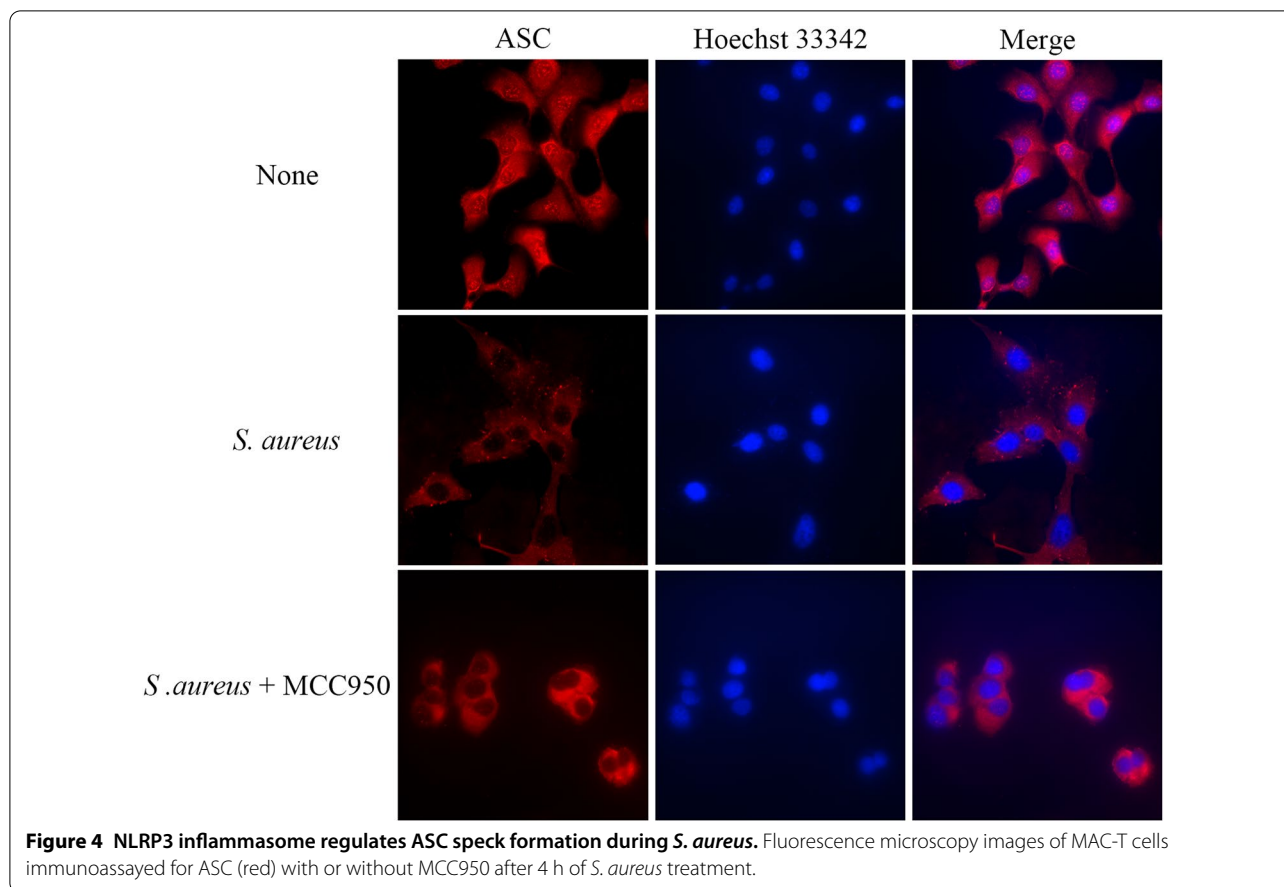 ASC Hoechst 33342 Merge
None
S. aureus
S .aureus + MCC950
Figure 4 NLRP3 inflammasome regulates ASC speck formation during S. aureus. Fluorescence microscopy images of MAC-T cells
immunoassayed for ASC (red) with or without MCC950 after 4 h of S. aureus treatment.